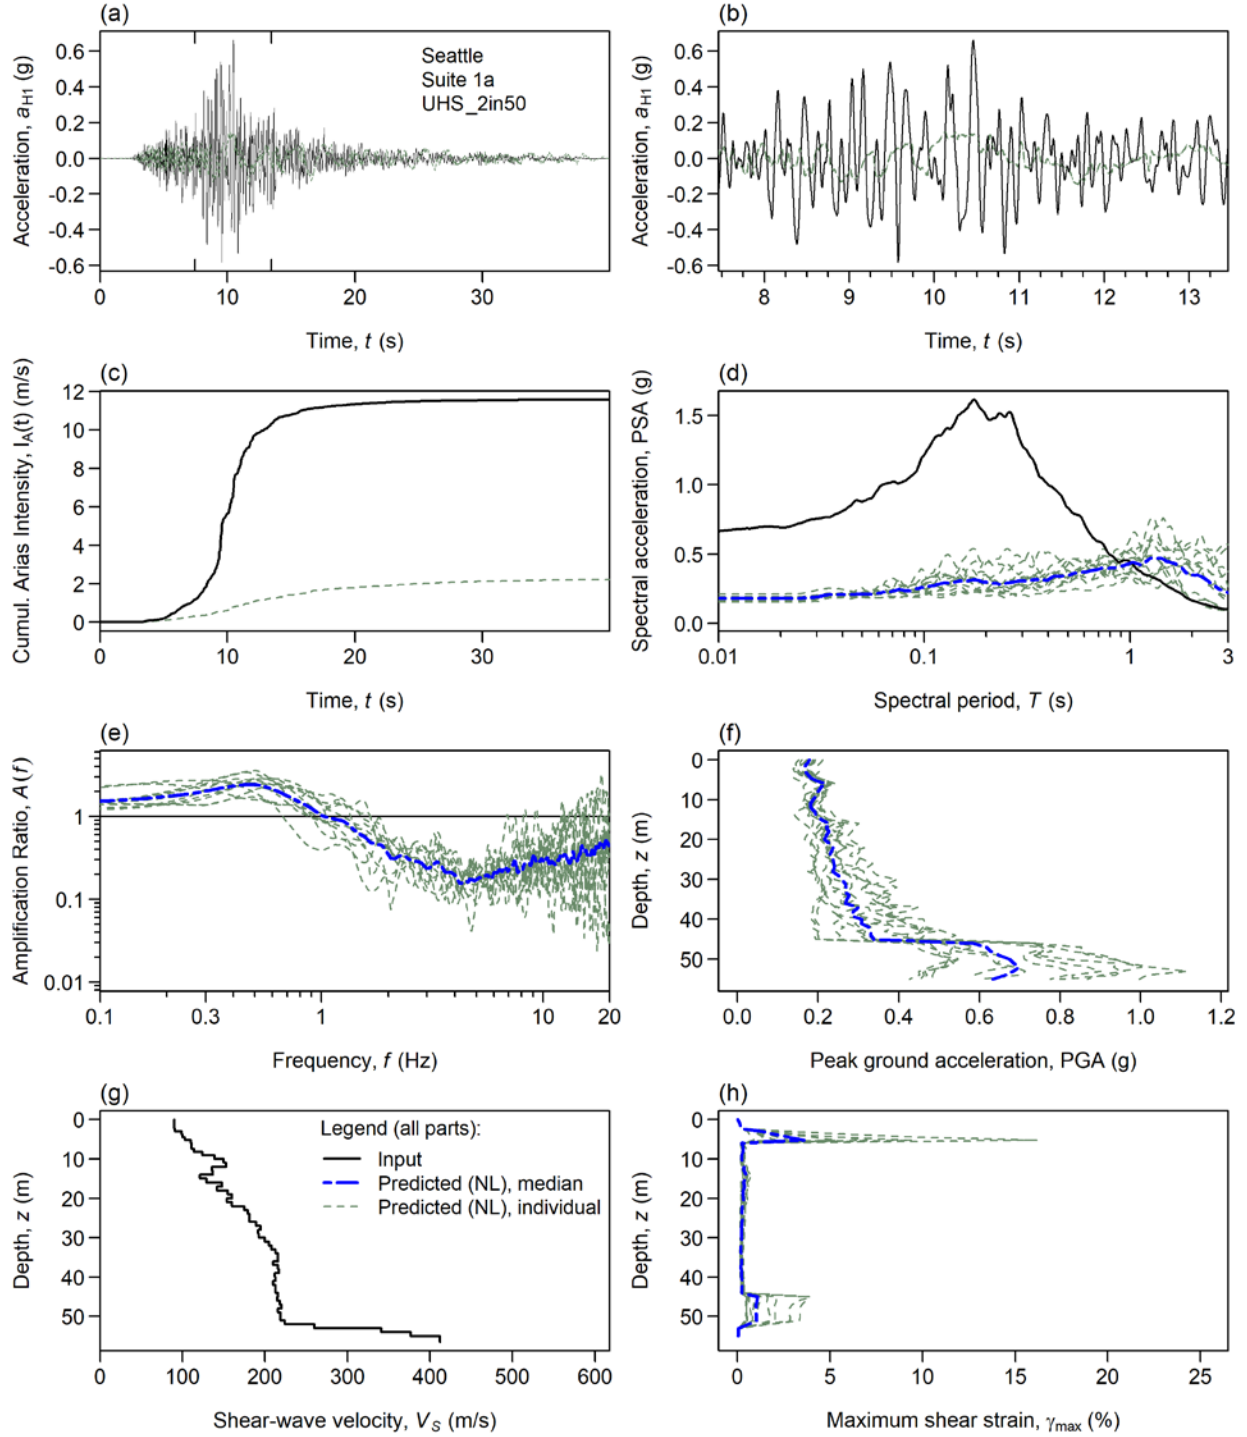 (a)
Acceleration, aH1 (g)
0.6
0.4
0.2
0.0
-0.2
-0.4
-0.6
Seattle
Suite 1a
UHS_2in50
0 10 20 30
Time, t (s)
(b)
Acceleration, aH1 (g)
0.6
0.4
0.2
0.0
-0.2
-0.4
-0.6
8 9 10 11 12 13
Time, t (s)
(c)
Cumul. Arias Intensity, IA(t) (m/s)
12
10
8
6
4
2
0
0 10 20 30
Time, t (s)
(d)
Spectral acceleration, PSA (g)
1.5
1.0
0.5
0.0
0.01 0.1 1 3
Spectral period, T (s)
(e)
Amplification Ratio, A(f)
1
0.1
0.01
0.1 0.3 1 3 10 20
Frequency, f (Hz)
(f)
Depth, z (m)
0
10
20
30
40
50
0.0 0.2 0.4 0.6 0.8 1.0 1.2
Peak ground acceleration, PGA (g)
(g)
Depth, z (m)
0
10
20
30
40
50
Legend (all parts):
Input
Predicted (NL), median
Predicted (NL), individual
0 100 200 300 400 500 600
Shear-wave velocity, VS (m/s)
(h)
Depth, z (m)
0
10
20
30
40
50
0 5 10 15 20 25
Maximum shear strain, γmax (%)